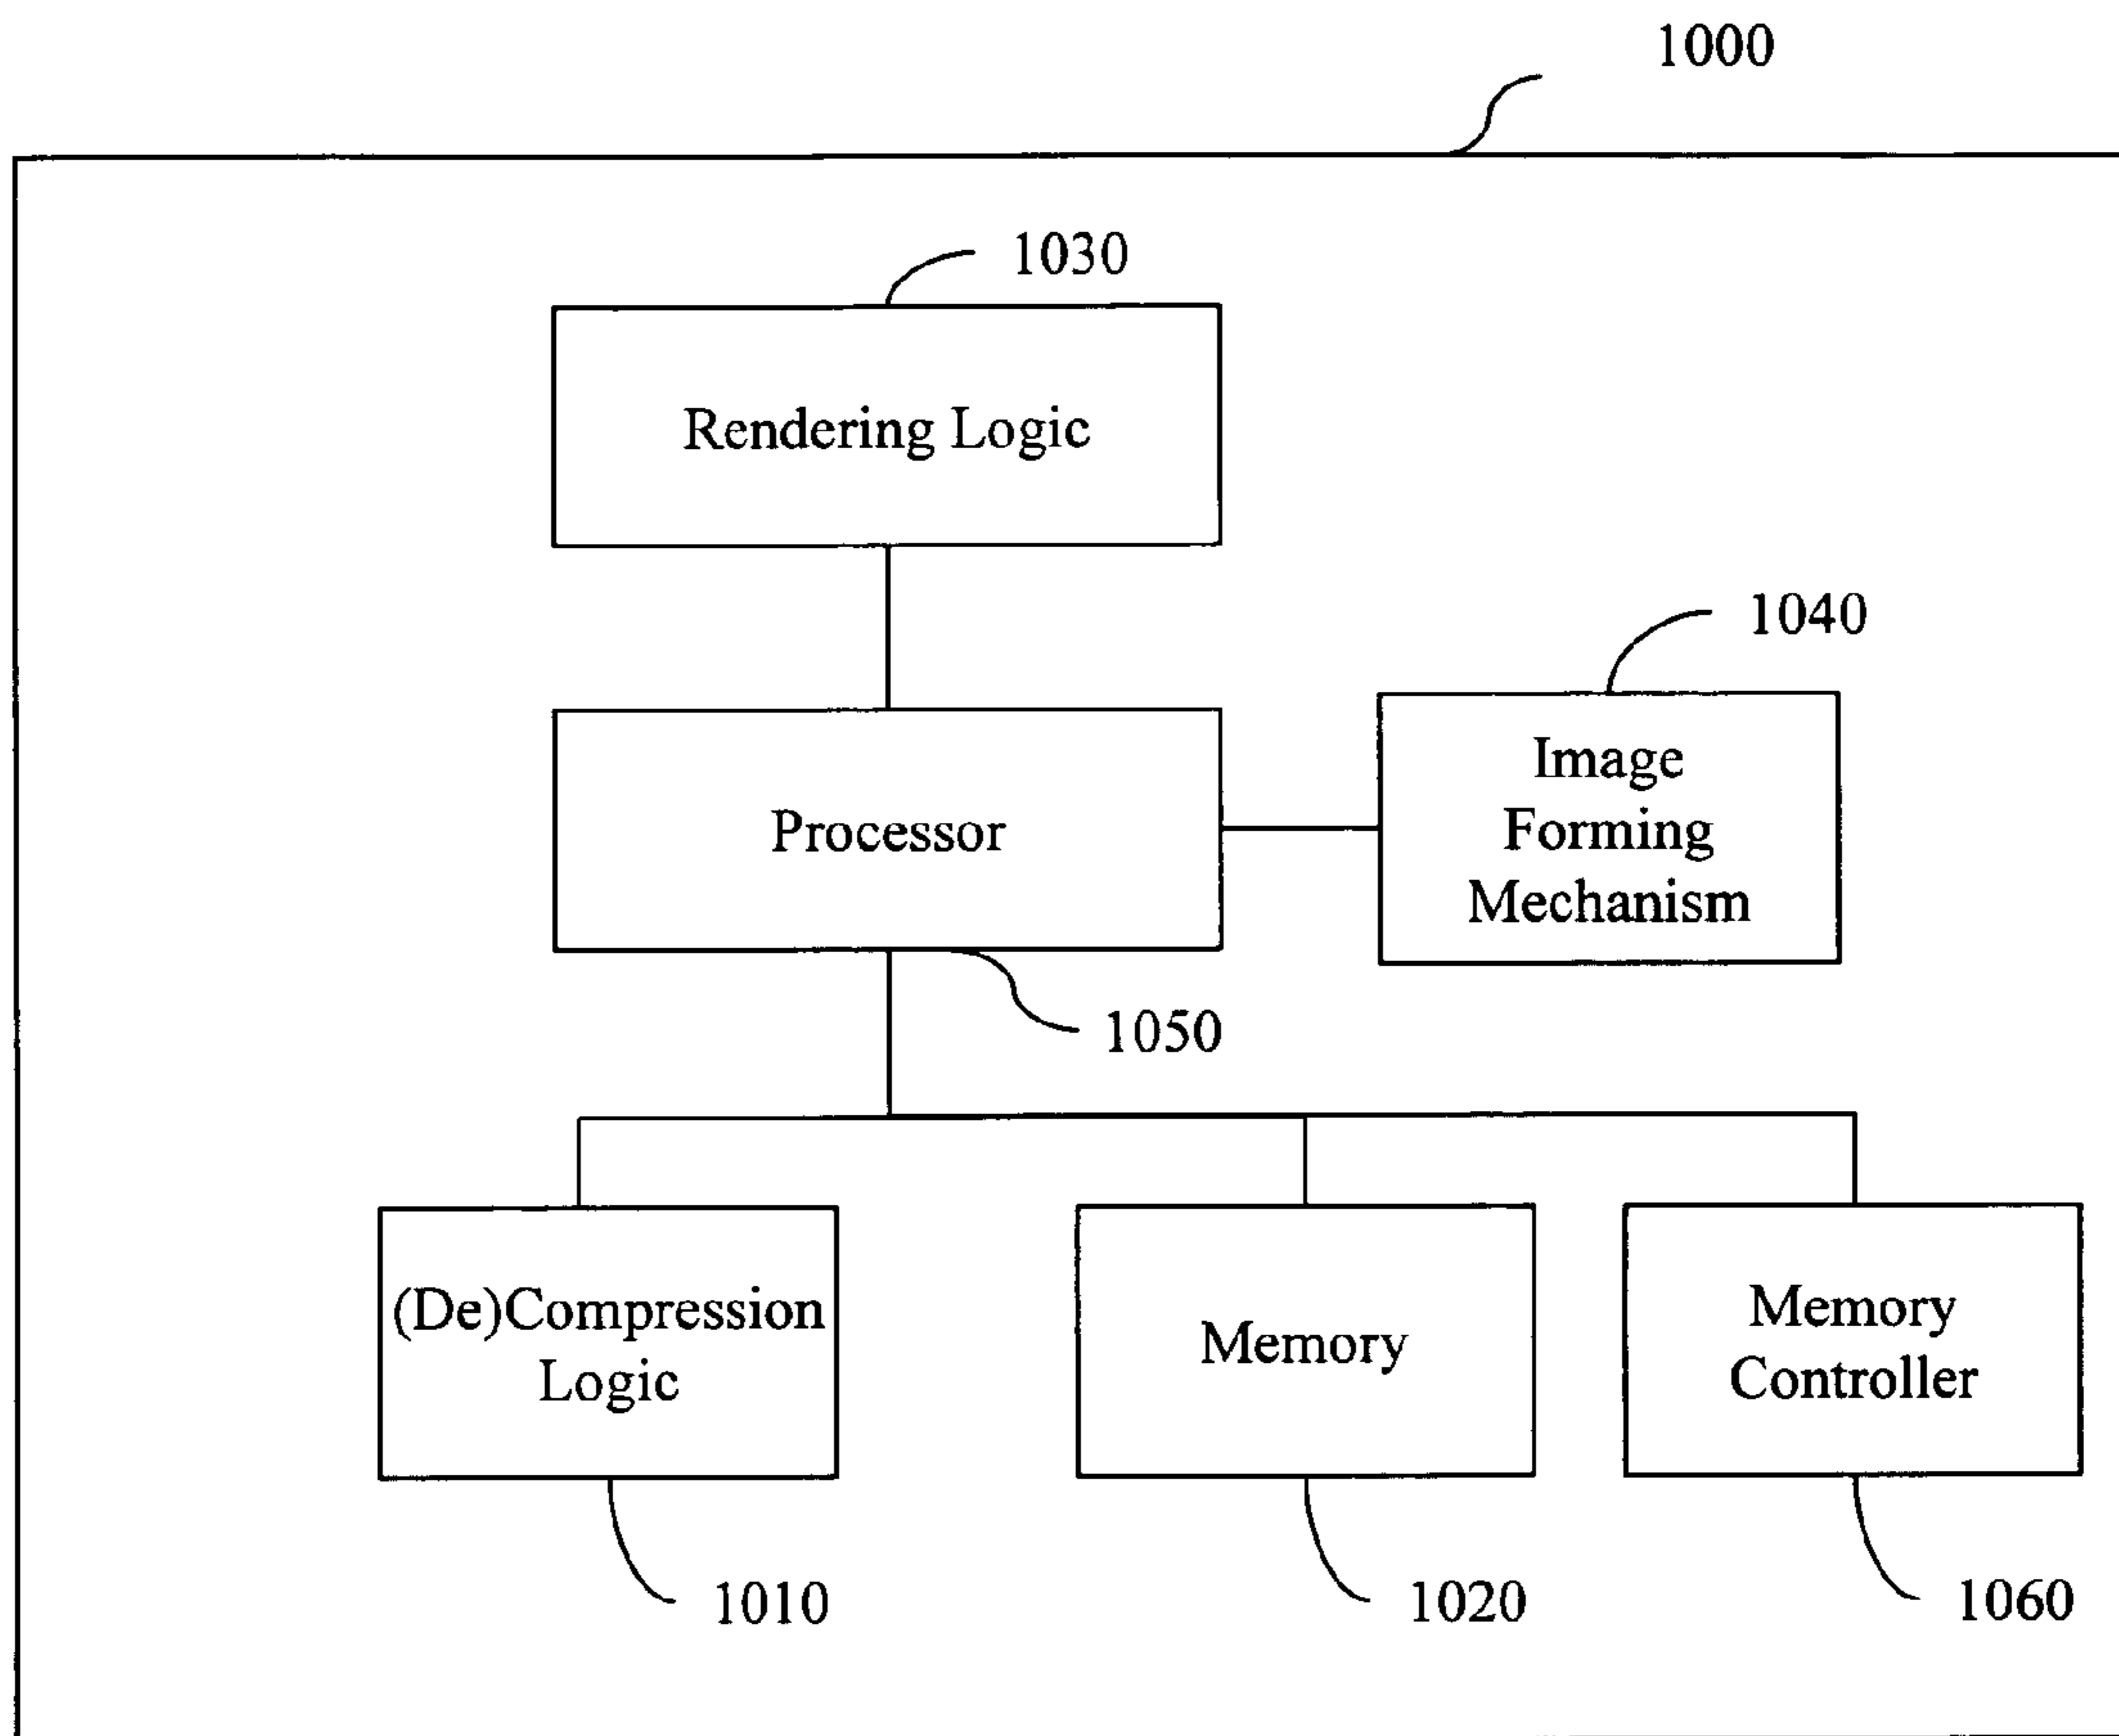 1000
1030
Rendering Logic
1040
Image
Forming
Mechanism
Processor
1050
(De)Compression
Logic
Memory
Memory
Controller
1010
1020
1060